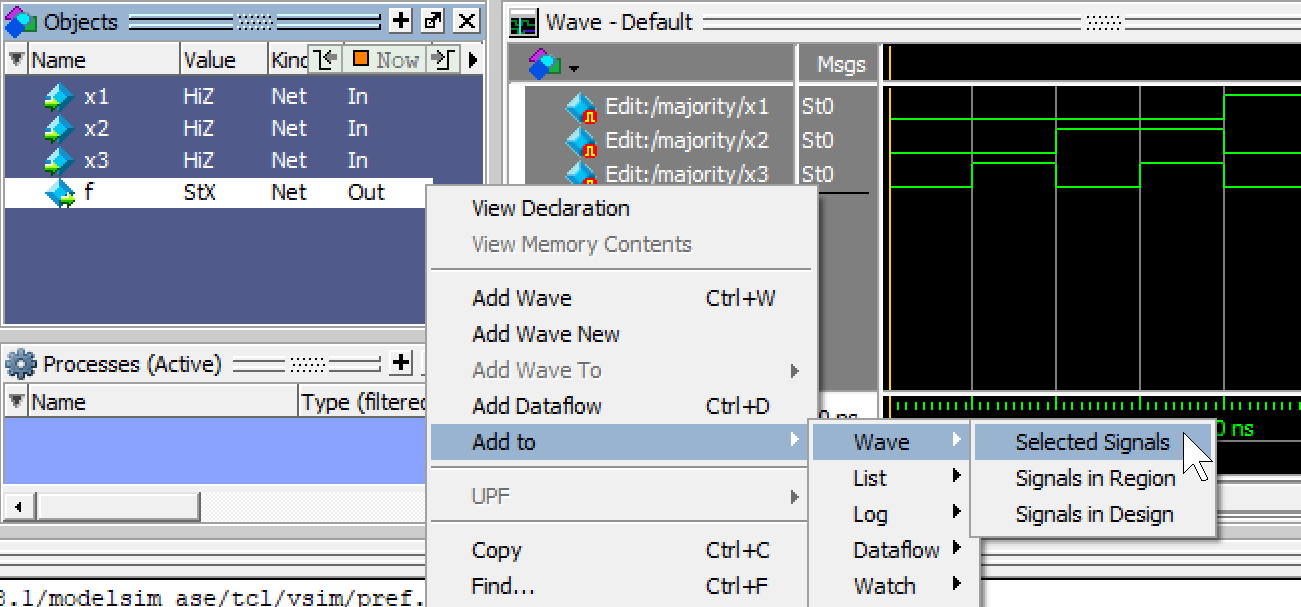 Objects
Name Value Kind Now
x1 HiZ Net In
x2 HiZ Net In
x3 HiZ Net In
f StX Net Out
Processes (Active)
Name Type (filtered
Wave - Default
Msgs
Edit:/majority/x1 St0
Edit:/majority/x2 St0
Edit:/majority/x3 St0
0 ns
0 ns
View Declaration
View Memory Contents
Add Wave Ctrl+W
Add Wave New
Add Wave To
Add Dataflow Ctrl+D
Add to
UPF
Copy Ctrl+C
Find... Ctrl+F
Wave
List
Log
Dataflow
Watch
Selected Signals
Signals in Region
Signals in Design
3.1/modelsim_ase/tcl/vsim/pref.